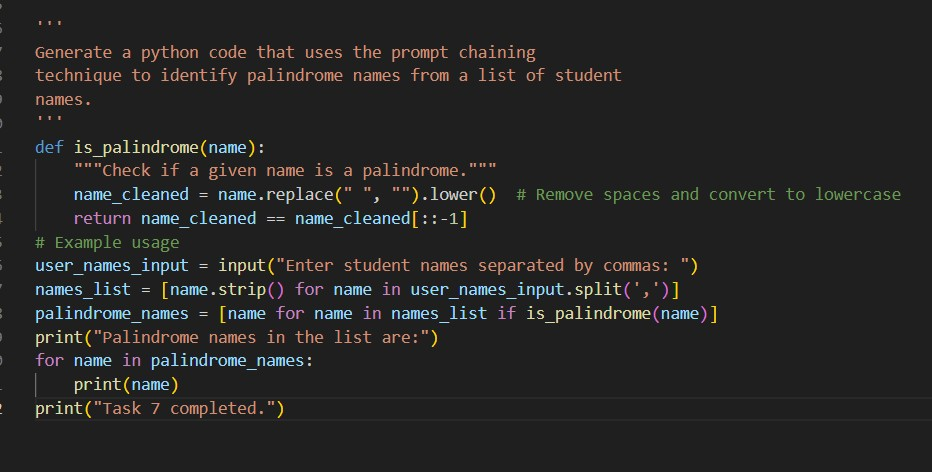 '''
Generate a python code that uses the prompt chaining
technique to identify palindrome names from a list of student
names.
'''
def is_palindrome(name):
    """Check if a given name is a palindrome."""
    name_cleaned = name.replace(" ", "").lower()  # Remove spaces and convert to lowercase
    return name_cleaned == name_cleaned[::-1]
# Example usage
user_names_input = input("Enter student names separated by commas: ")
names_list = [name.strip() for name in user_names_input.split(',')]
palindrome_names = [name for name in names_list if is_palindrome(name)]
print("Palindrome names in the list are:")
for name in palindrome_names:
    print(name)
print("Task 7 completed.")